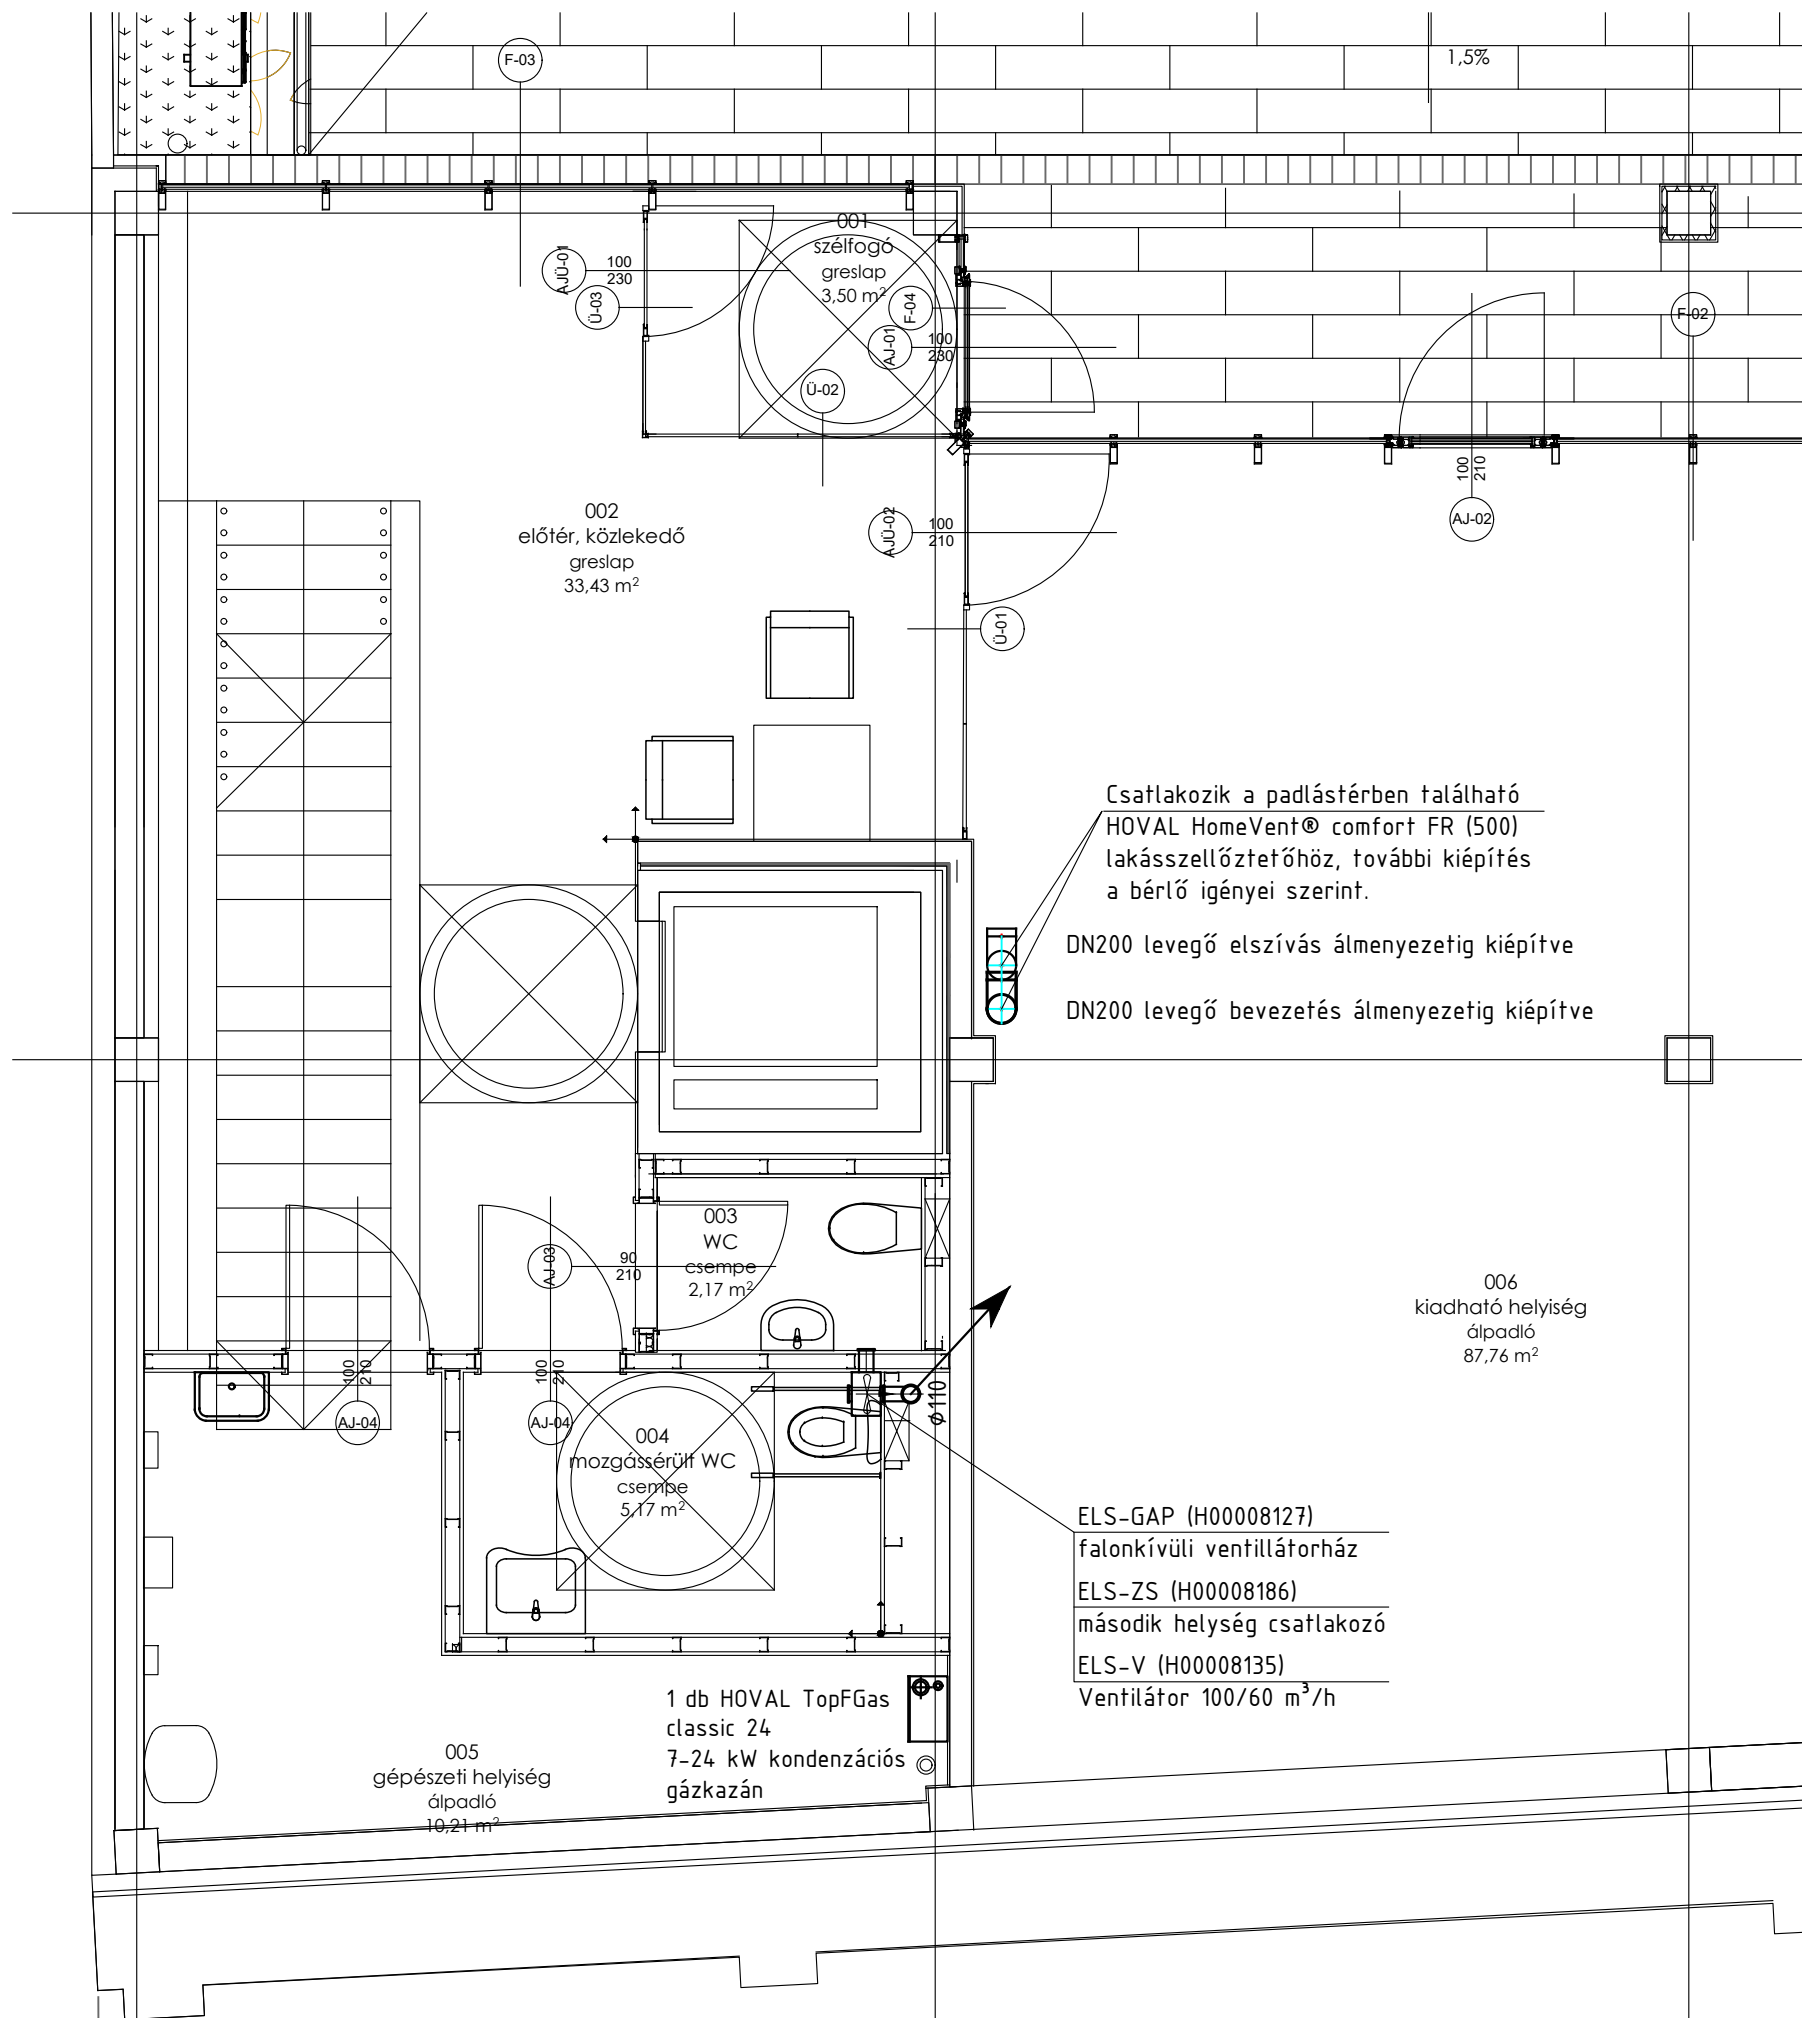 F-03
1,5%
001
szélfogó
greslap
3,50 m²
AJÜ-01
100
230
Ü-03
F-04
AJ-01
100
230
Ü-02
F-02
100
210
AJ-02
002
előtér, közlekedő
greslap
33,43 m²
AJÜ-02
100
210
Ü-01
Csatlakozik a padlástérben található
HOVAL HomeVent® comfort FR (500)
lakásszellőztetőhöz, további kiépítés
a bérlő igényei szerint.
DN200 levegő elszívás álmenyezetig kiépítve
DN200 levegő bevezetés álmenyezetig kiépítve
003
WC
csempe
2,17 m²
AJ-03
90
210
006
kiadható helyiség
álpadló
87,76 m²
100
210
AJ-04
100
210
AJ-04
ϕ110
004
mozgássérült WC
csempe
5,17 m²
ELS-GAP (H00008127)
falonkívüli ventillátorház
ELS-ZS (H00008186)
második helység csatlakozó
ELS-V (H00008135)
Ventilátor 100/60 m³/h
1 db HOVAL TopFGas
classic 24
7-24 kW kondenzációs
gázkazán
005
gépészeti helyiség
álpadló
10,21 m²